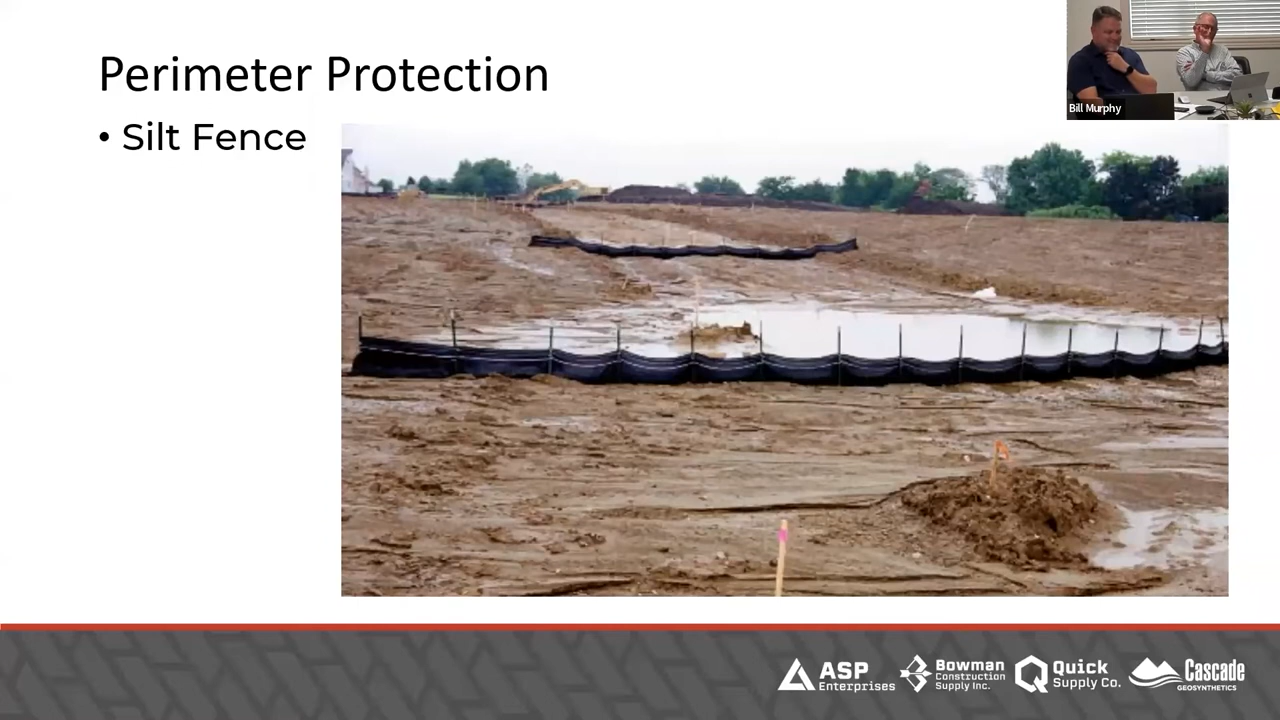 Perimeter Protection
• Silt Fence
Bill Murphy
ASP
Enterprises
Bowman
Construction
Supply Inc.
Quick
Supply Co.
Cascade
GEOSYNTHETICS